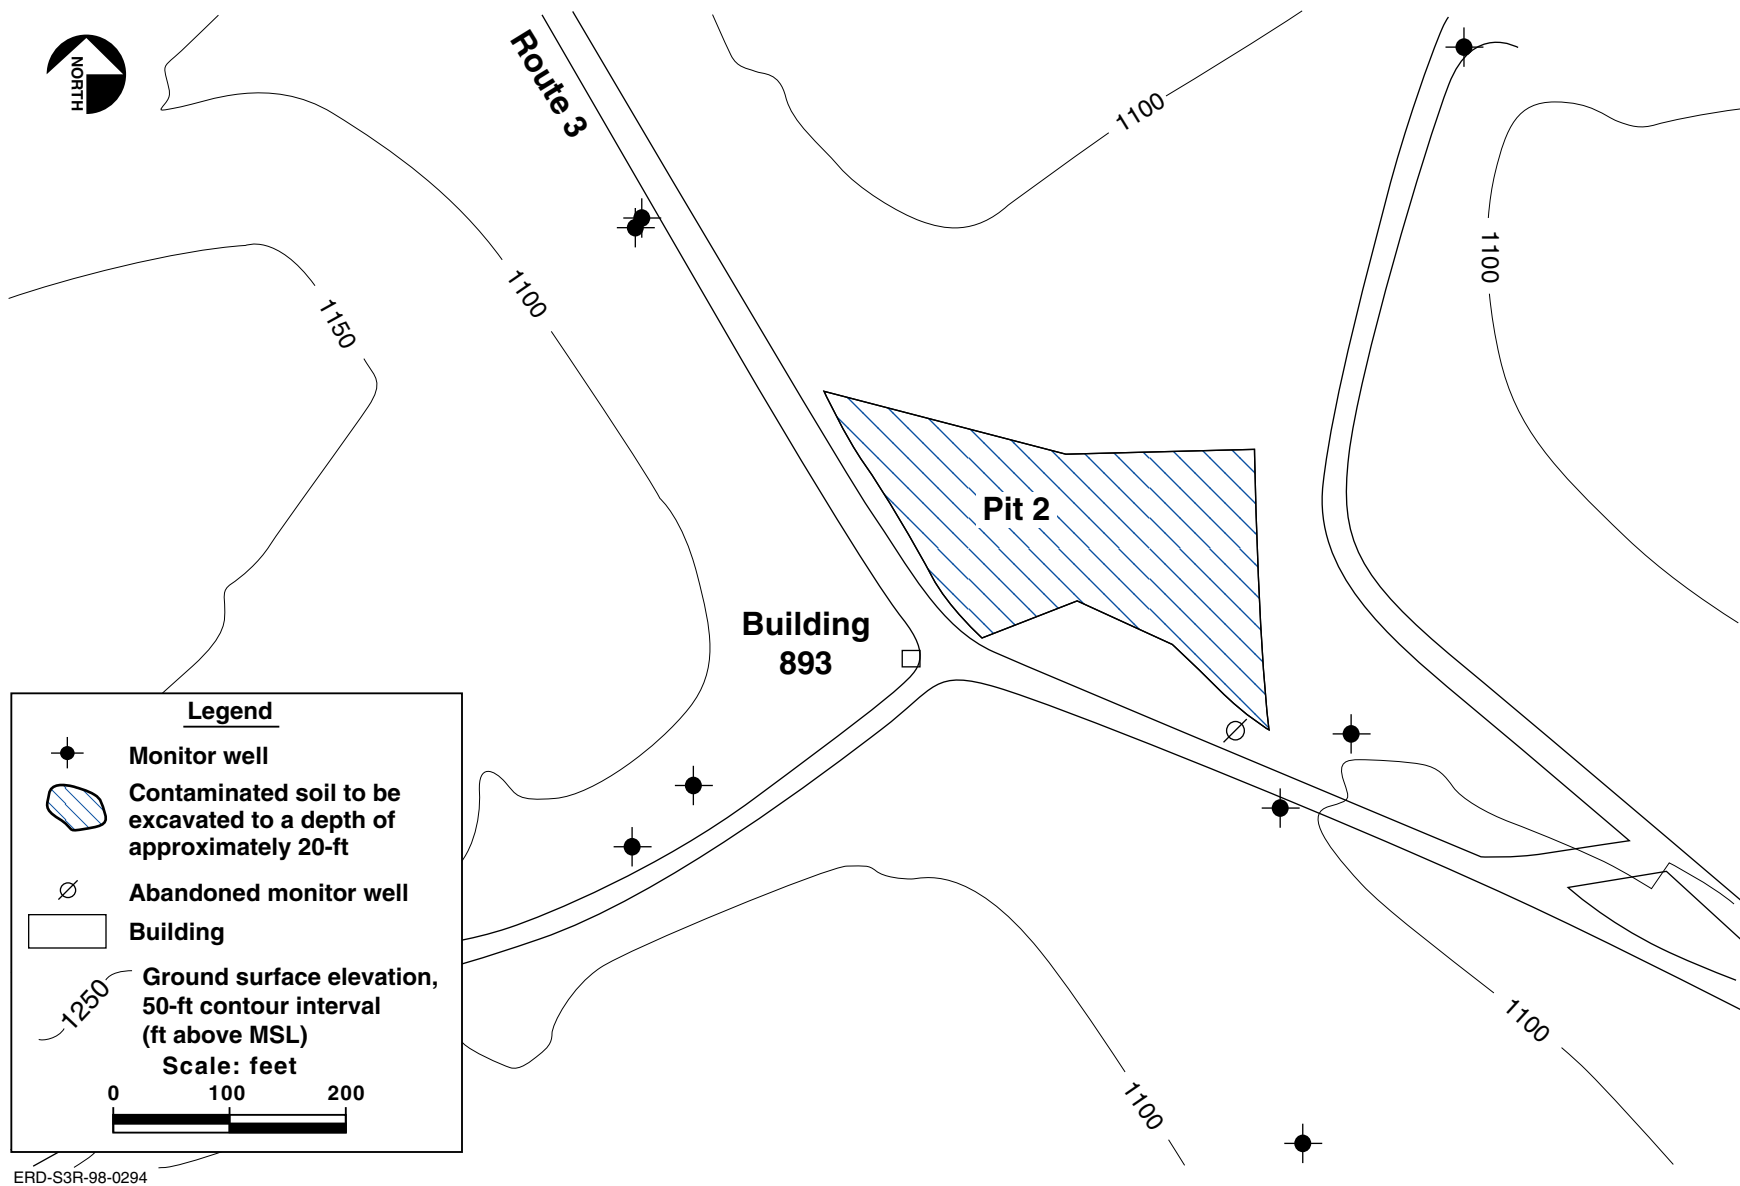 NORTH
Route 3
1100
1100
1100
1150
Pit 2
Building
893
Legend
Monitor well
Contaminated soil to be
excavated to a depth of
approximately 20-ft
Abandoned monitor well
Building
1250
Ground surface elevation,
50-ft contour interval
(ft above MSL)
Scale: feet
0 100 200
1100
1100
ERD-S3R-98-0294